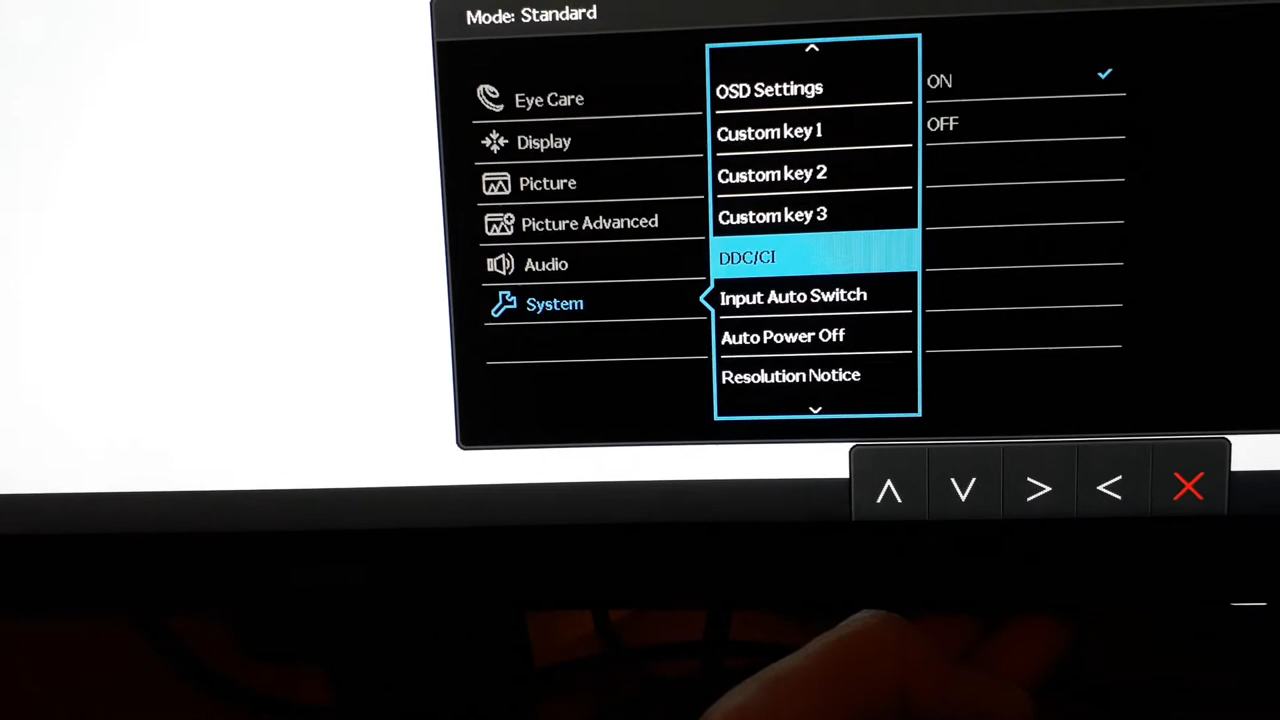 Mode: Standard
Eye Care
Display
Picture
Picture Advanced
Audio
System
OSD Settings
Custom key 1
Custom key 2
Custom key 3
DDC/CI
Input Auto Switch
Auto Power Off
Resolution Notice
ON
OFF